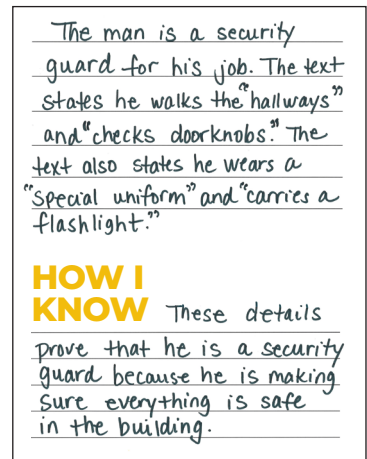 The man is a security
guard for his job. The text
states he walks the "hallways"
and "checks doorknobs." The
text also states he wears a
"special uniform" and "carries a
flashlight."
HOW I
KNOW These details
prove that he is a security
guard because he is making
sure everything is safe
in the building.